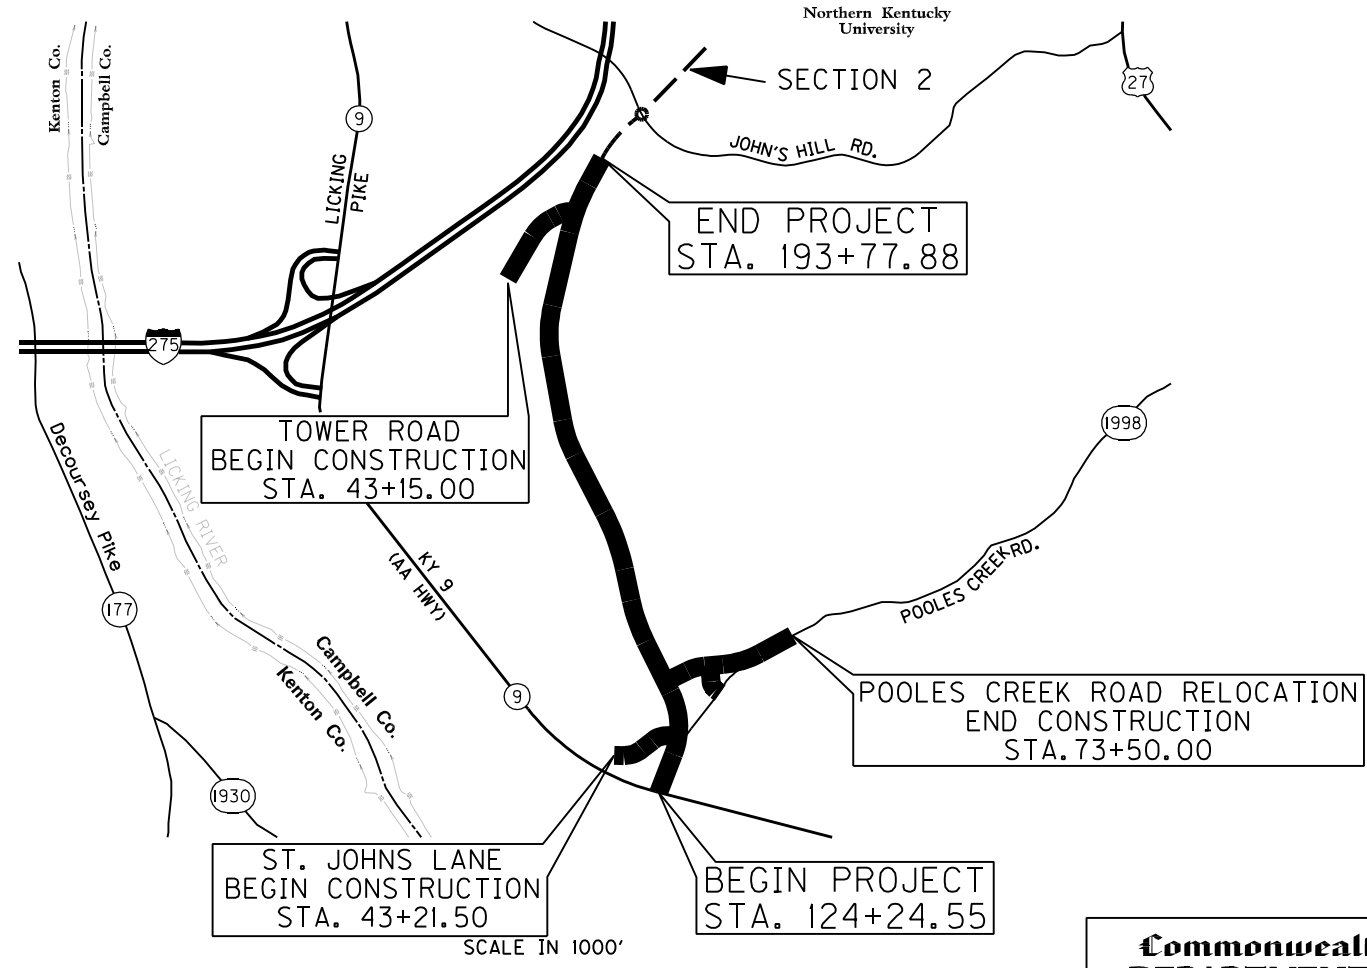 Northern Kentucky
University
Kenton Co.
Campbell Co.
SECTION 2
27
9
LICKING
PIKE
JOHN'S HILL RD.
END PROJECT
STA. 193+77.88
275
TOWER ROAD
BEGIN CONSTRUCTION
STA. 43+15.00
1998
Decoursey Pike
LICKING RIVER
KY 9
(AA HWY)
POOLES CREEK RD.
177
Campbell Co.
Kenton Co.
9
POOLES CREEK ROAD RELOCATION
END CONSTRUCTION
STA.73+50.00
1930
ST. JOHNS LANE
BEGIN CONSTRUCTION
STA. 43+21.50
BEGIN PROJECT
STA. 124+24.55
SCALE IN 1000'
Commonweal